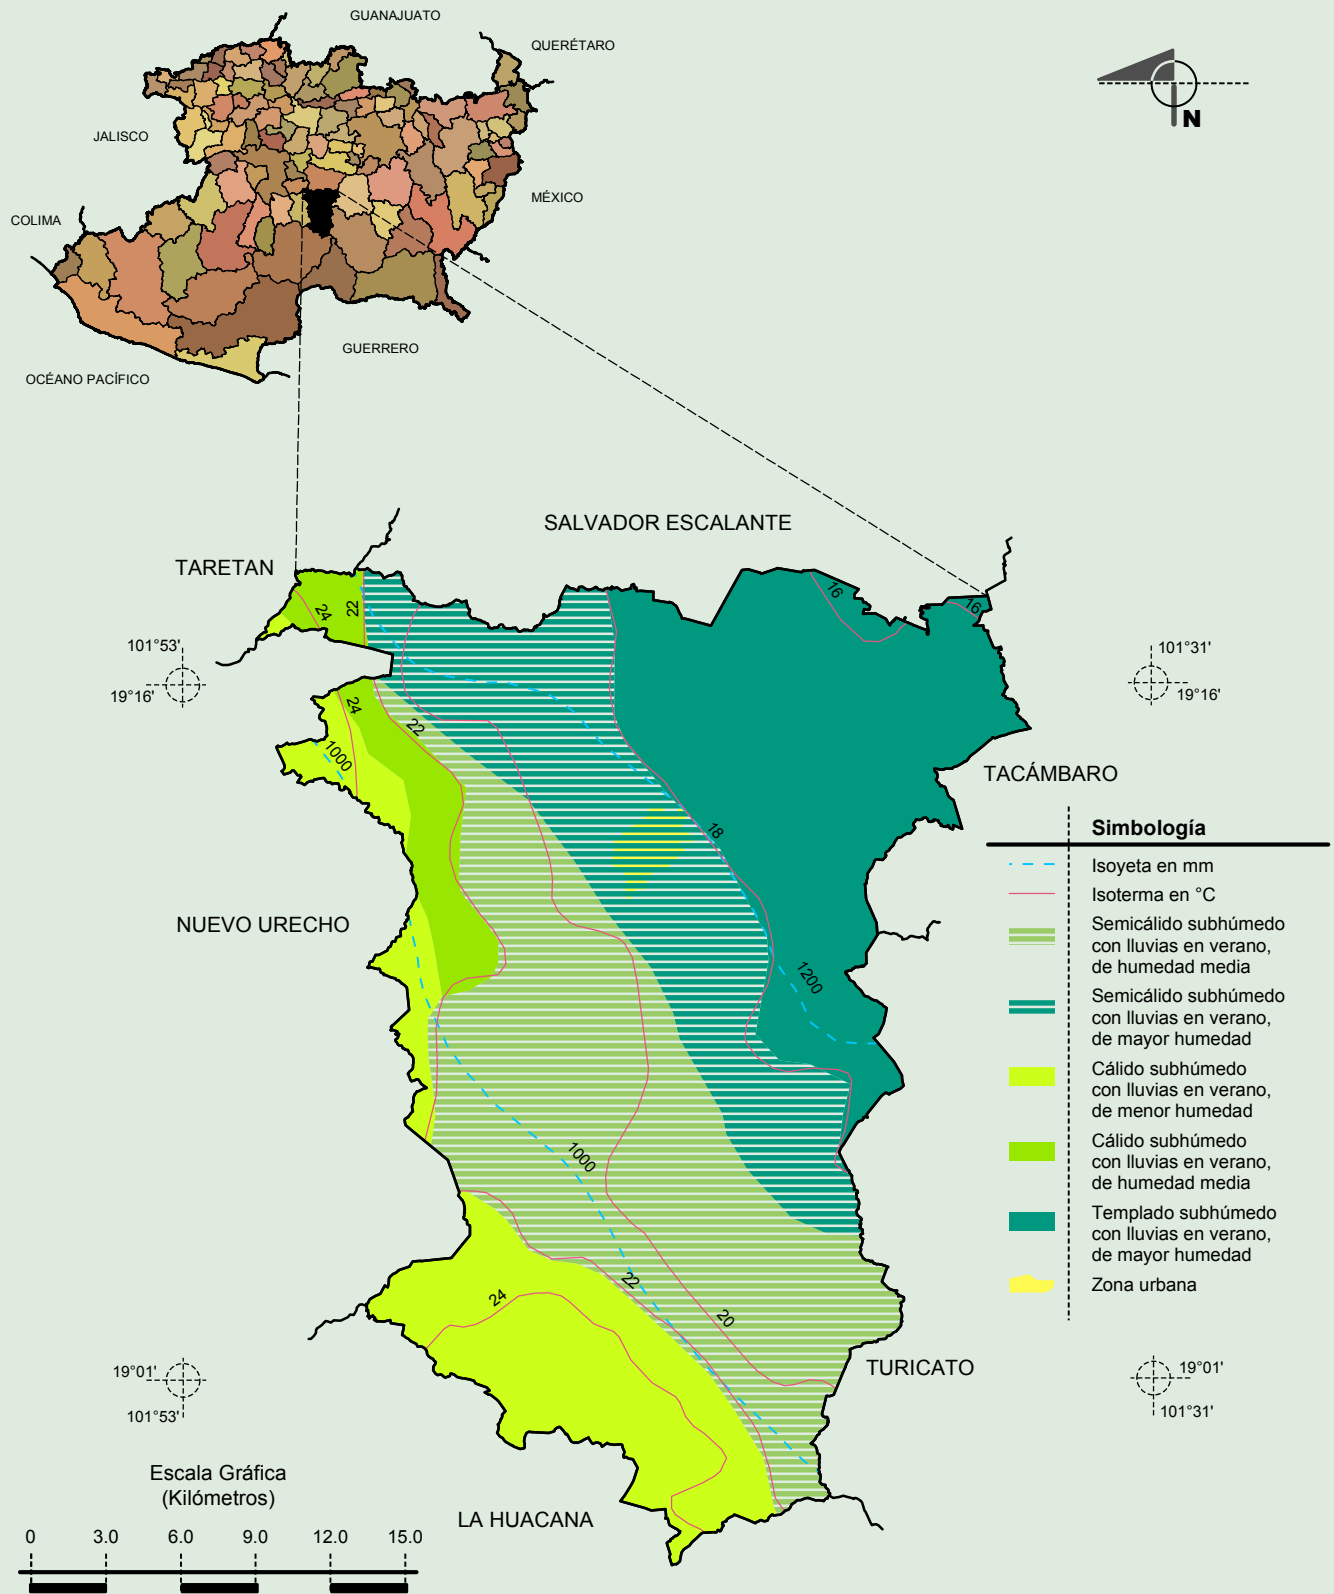 GUANAJUATO
QUERÉTARO
JALISCO
MÉXICO
COLIMA
GUERRERO
OCÉANO PACÍFICO
N
SALVADOR ESCALANTE
TARETAN
101°53'
19°16'
101°31'
19°16'
24
22
16
16
24
22
1000
18
1200
1000
22
24
20
TACÁMBARO
NUEVO URECHO
TURICATO
LA HUACANA
Simbología
Isoyeta en mm
Isoterma en °C
Semicálido subhúmedo
con lluvias en verano,
de humedad media
Semicálido subhúmedo
con lluvias en verano,
de mayor humedad
Cálido subhúmedo
con lluvias en verano,
de menor humedad
Cálido subhúmedo
con lluvias en verano,
de humedad media
Templado subhúmedo
con lluvias en verano,
de mayor humedad
Zona urbana
19°01'
101°53'
19°01'
101°31'
Escala Gráfica
(Kilómetros)
0 3.0 6.0 9.0 12.0 15.0